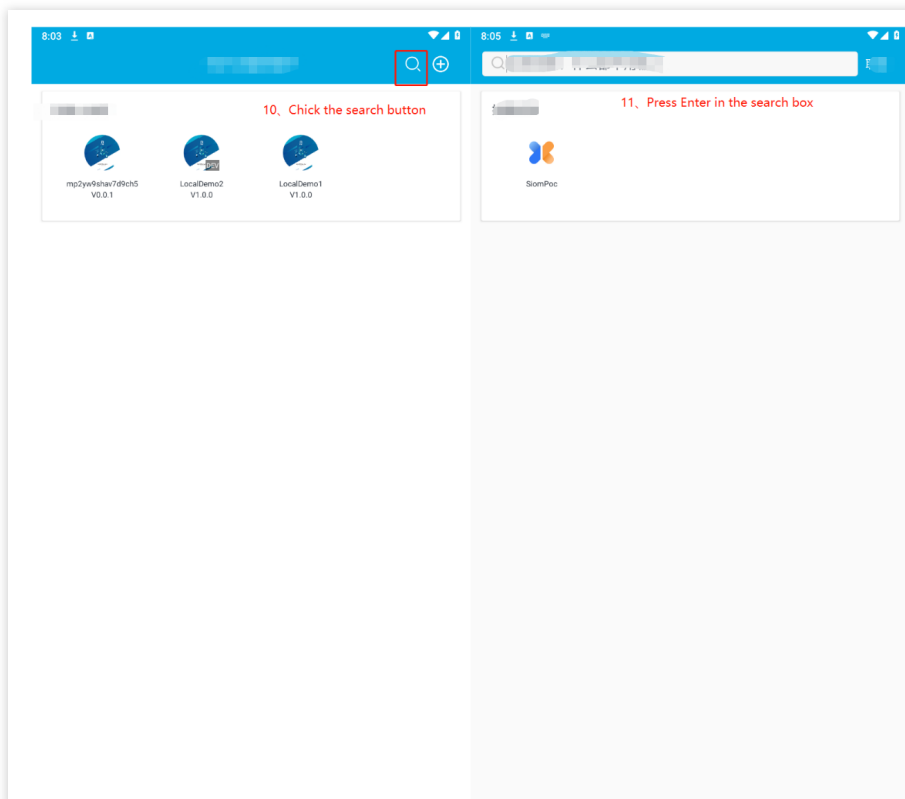 8:03
10、Chick the search button
DEV
mp2yw9shav7d9ch5
LocalDemo2
LocalDemo1
V0.0.1
V1.0.0
V1.0.0
8:05
11、Press Enter in the search box
SiomPoc